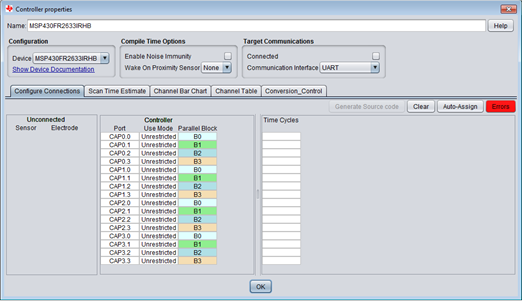 Controller properties
Name: MSP430FR2633IRHB Help
Configuration Compile Time Options Target Communications
Device MSP430FR2633IRHB Enable Noise Immunity Connected
Show Device Documentation Wake On Proximity Sensor None Communication Interface UART
Configure Connections Scan Time Estimate Channel Bar Chart Channel Table Conversion_Control
Generate Source code Clear Auto-Assign Errors
Unconnected Controller Time Cycles
Sensor Electrode Port Use Mode Parallel Block
CAP0.0 Unrestricted B0
CAP0.1 Unrestricted B1
CAP0.2 Unrestricted B2
CAP0.3 Unrestricted B3
CAP1.0 Unrestricted B0
CAP1.1 Unrestricted B1
CAP1.2 Unrestricted B2
CAP1.3 Unrestricted B3
CAP2.0 Unrestricted B0
CAP2.1 Unrestricted B1
CAP2.2 Unrestricted B2
CAP2.3 Unrestricted B3
CAP3.0 Unrestricted B0
CAP3.1 Unrestricted B1
CAP3.2 Unrestricted B2
CAP3.3 Unrestricted B3
OK